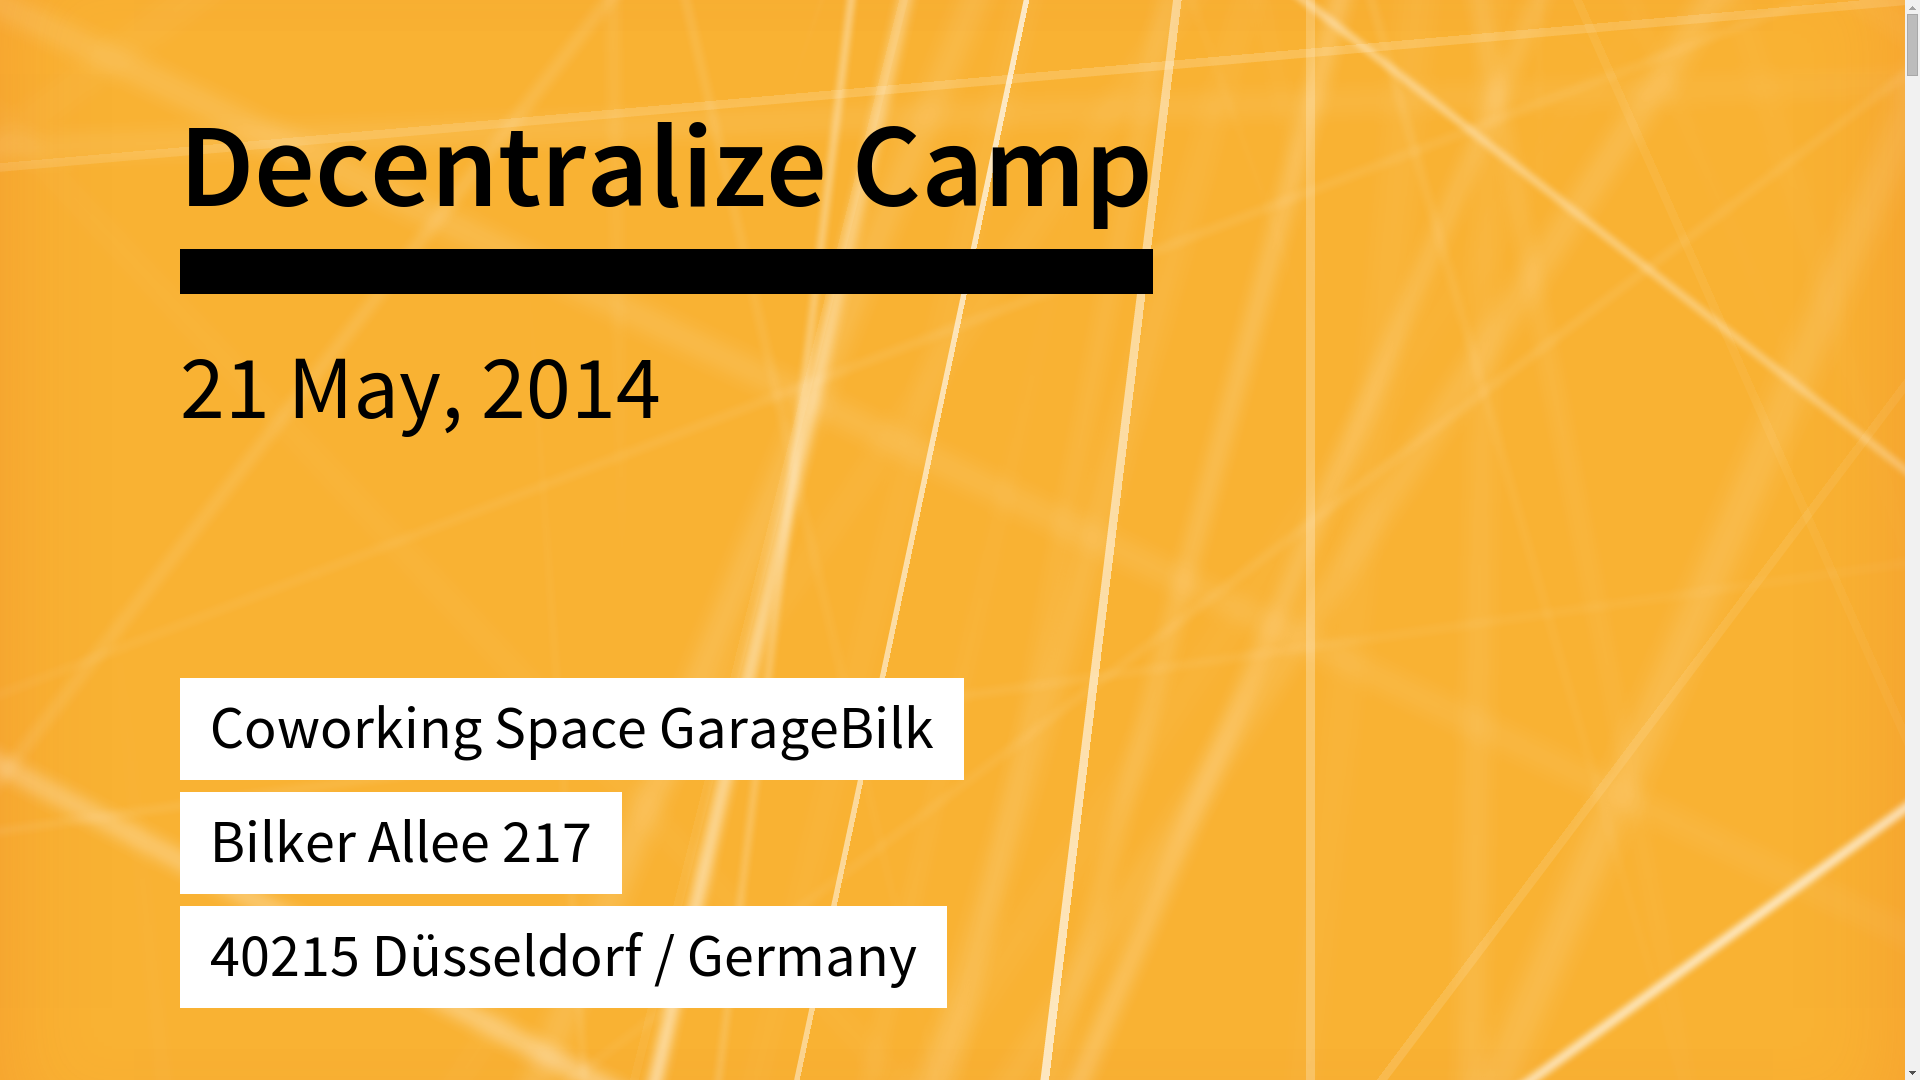 Decentralize Camp
21 May, 2014
Coworking Space GarageBilk
Bilker Allee 217
40215 Düsseldorf / Germany